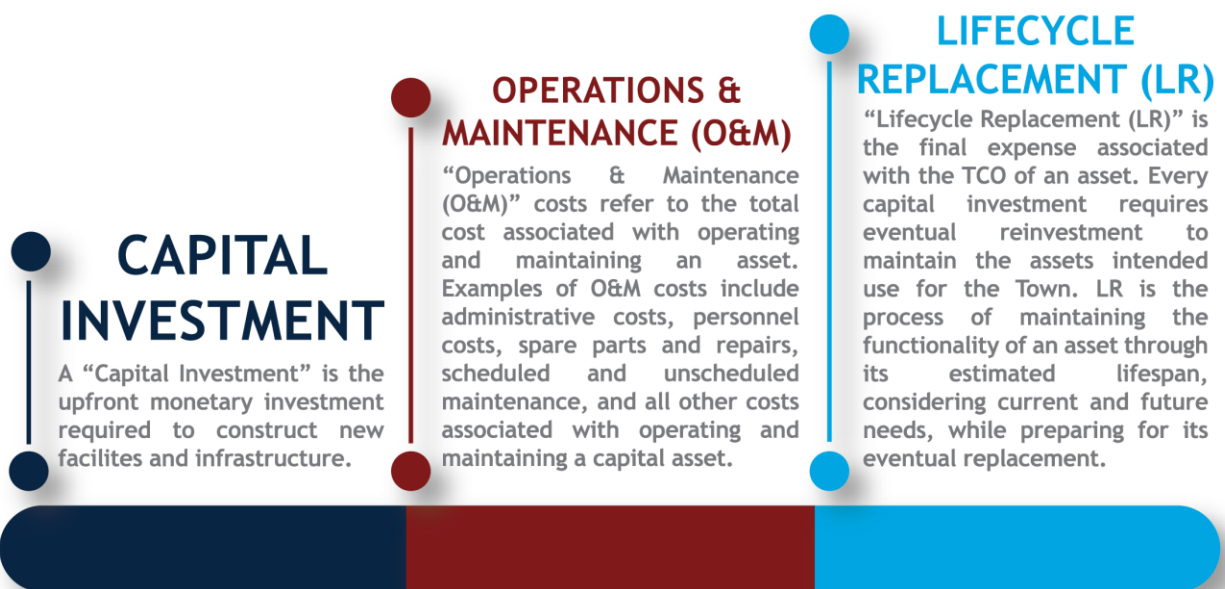 CAPITAL
INVESTMENT
A “Capital Investment” is the
upfront monetary investment
required to construct new
facilites and infrastructure.
OPERATIONS &
MAINTENANCE (O&M)
“Operations & Maintenance
(O&M)” costs refer to the total
cost associated with operating
and maintaining an asset.
Examples of O&M costs include
administrative costs, personnel
costs, spare parts and repairs,
scheduled and unscheduled
maintenance, and all other costs
associated with operating and
maintaining a capital asset.
LIFECYCLE
REPLACEMENT (LR)
“Lifecycle Replacement (LR)” is
the final expense associated
with the TCO of an asset. Every
capital investment requires
eventual reinvestment to
maintain the assets intended
use for the Town. LR is the
process of maintaining the
functionality of an asset through
its estimated lifespan,
considering current and future
needs, while preparing for its
eventual replacement.